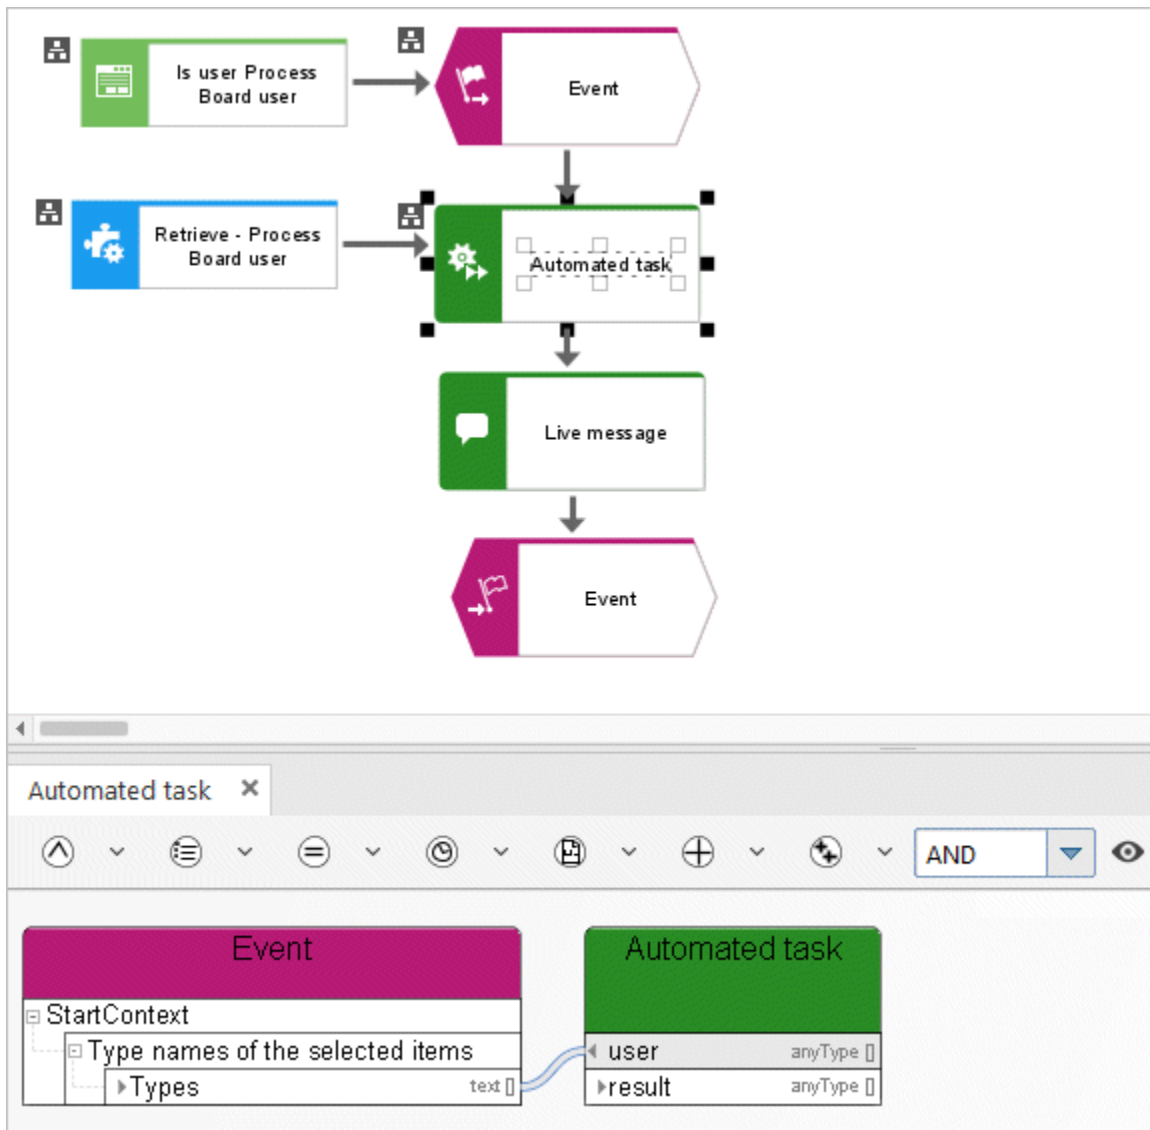 Is user Process
Board user
Event
Retrieve - Process
Board user
Automated task
Live message
Event
Automated task
AND
Event
Automated task
StartContext
Type names of the selected items
user anyType []
Types text []
result anyType []